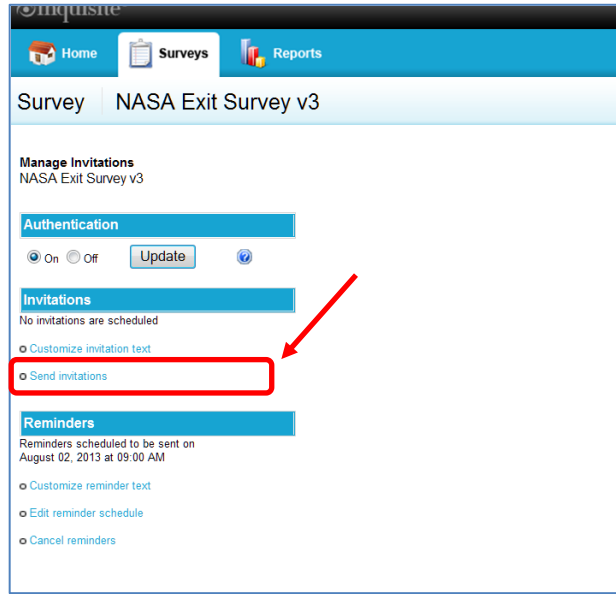 inquisite
Home
Surveys
Reports
Survey
NASA Exit Survey v3
Manage Invitations
NASA Exit Survey v3
Authentication
On
Off
Update
Invitations
No invitations are scheduled
Customize invitation text
Send invitations
Reminders
Reminders scheduled to be sent on
August 02, 2013 at 09:00 AM
Customize reminder text
Edit reminder schedule
Cancel reminders